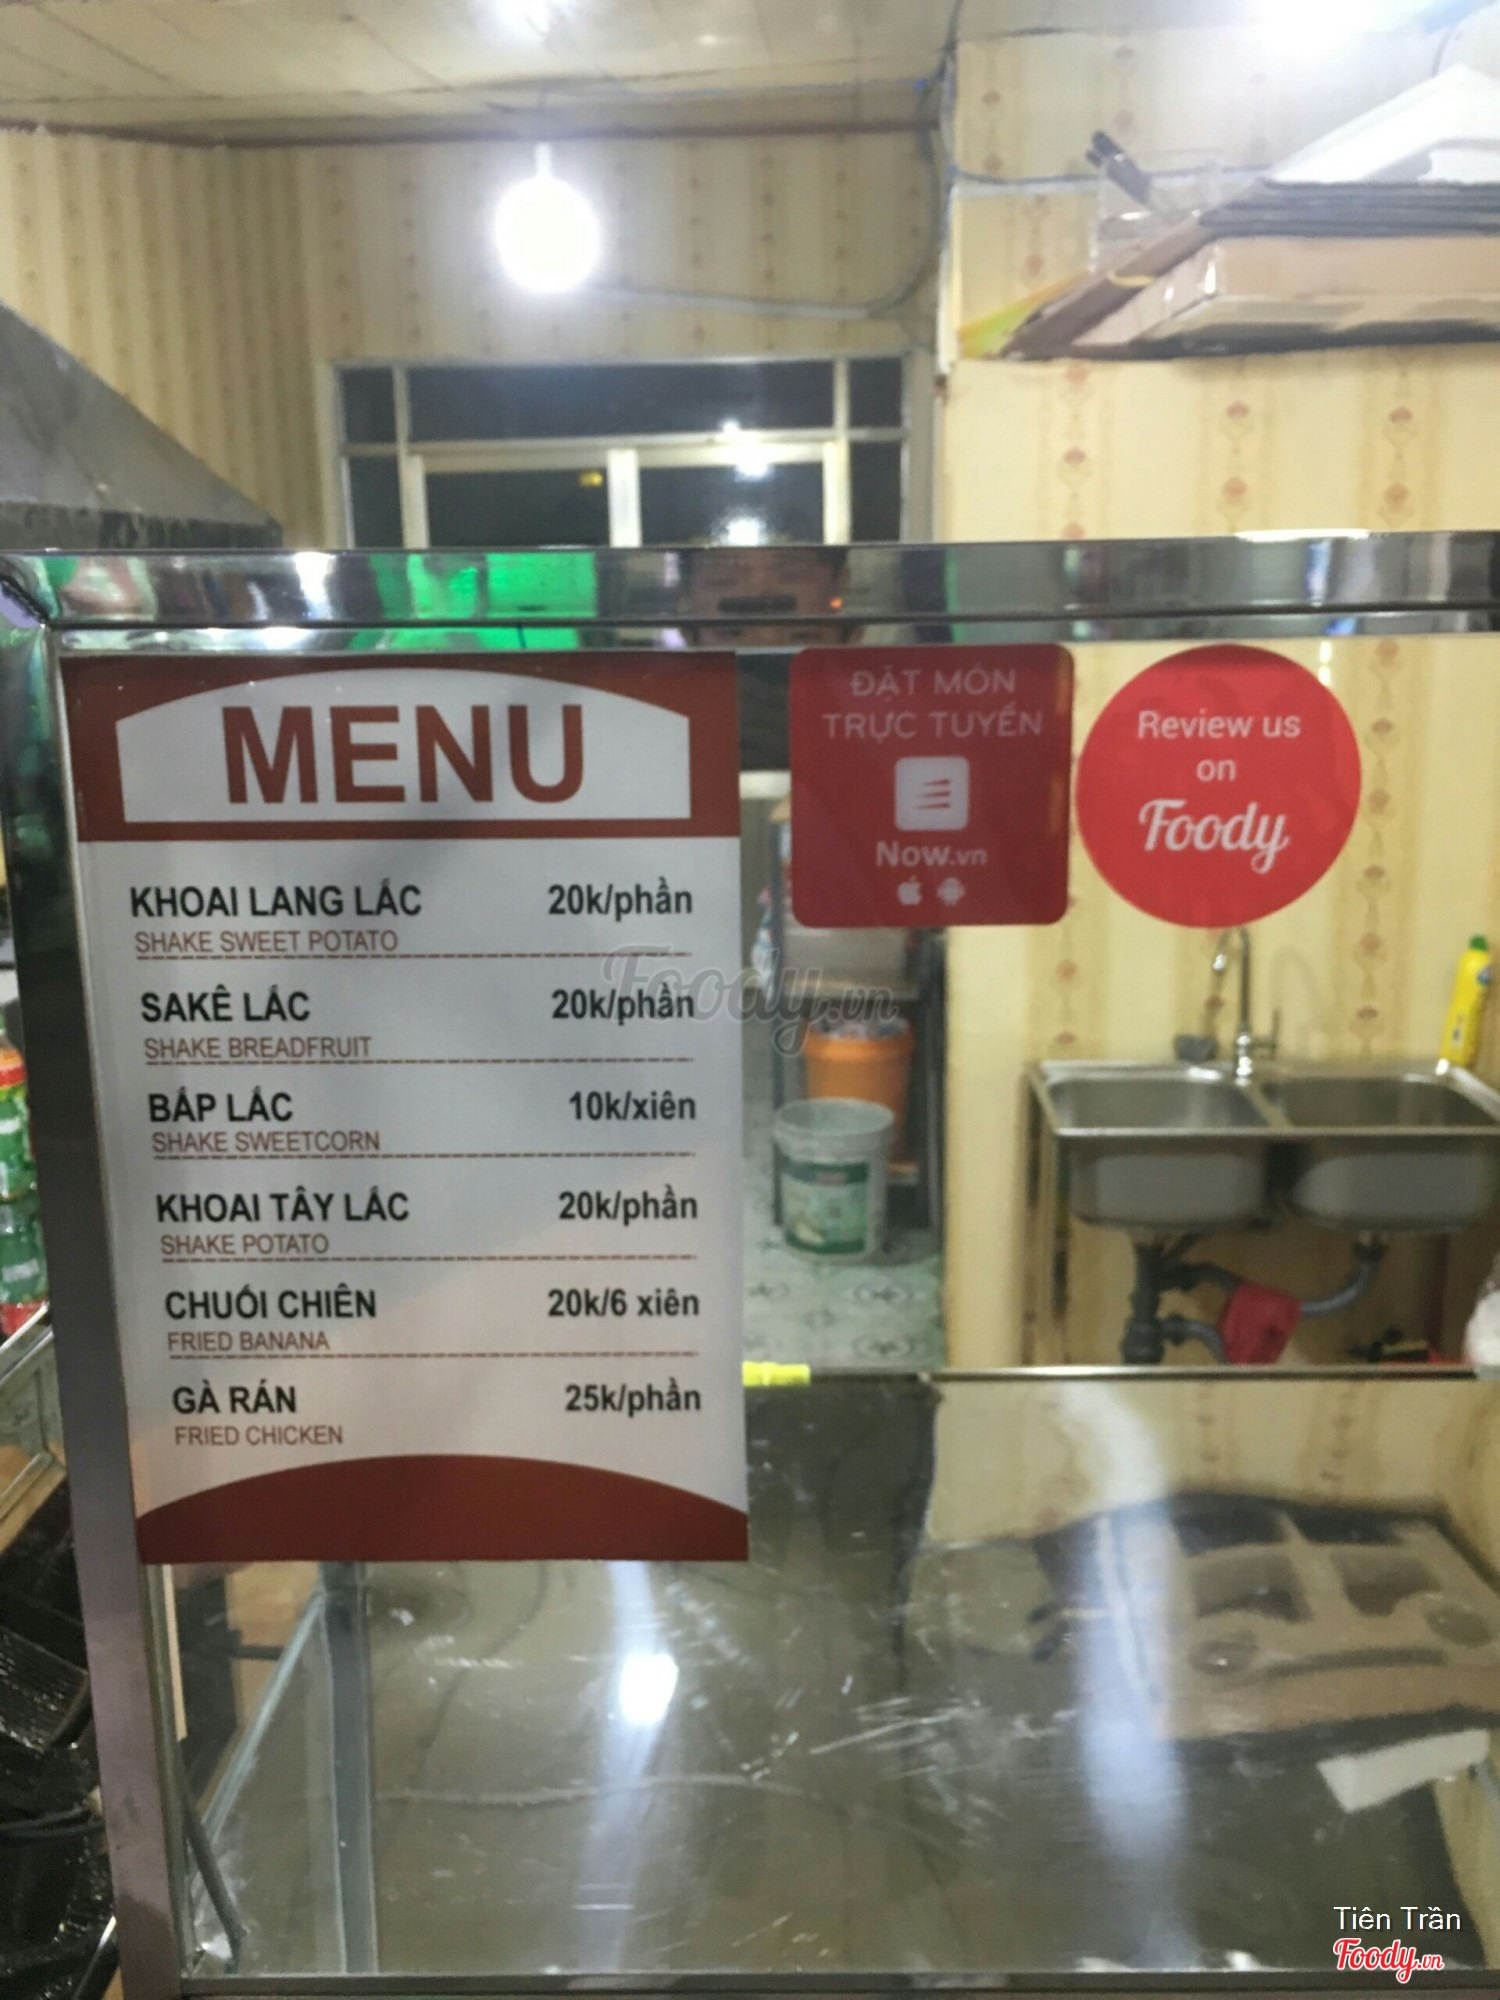 MENU
KHOAI LANG LẮC 20k/phần
SHAKE SWEET POTATO
SAKÊ LẮC 20k/phần
SHAKE BREADFRUIT
BẮP LẮC 10k/xiên
SHAKE SWEETCORN
KHOAI TÂY LẮC 20k/phần
SHAKE POTATO
CHUỐI CHIÊN 20k/6 xiên
FRIED BANANA
GÀ RÁN 25k/phần
FRIED CHICKEN
ĐẶT MÓN
TRỰC TUYẾN
Now.vn
Review us
on
Foody
Foody.vn
Tiên Trần
Foody.vn